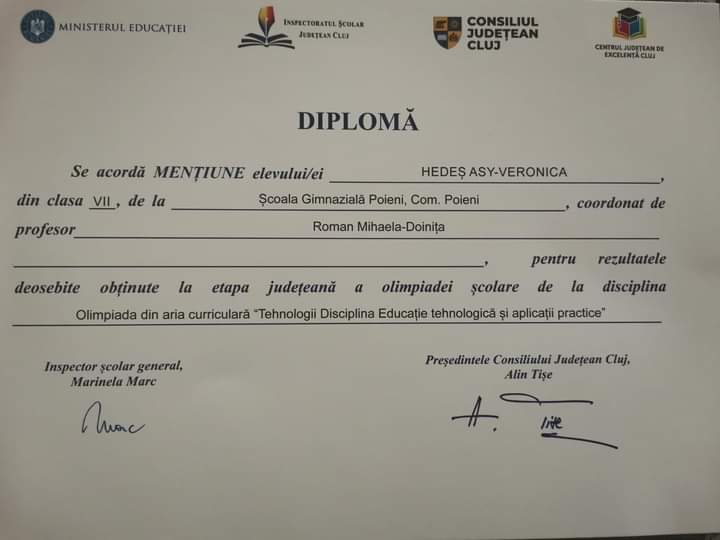 MINISTERUL EDUCAȚIEI
INSPECTORATUL ȘCOLAR
JUDEȚEAN CLUJ
CONSILIUL
JUDEȚEAN
CLUJ
CENTRUL JUDEȚEAN DE
EXCELENȚĂ CLUJ
DIPLOMĂ
Se acordă MENȚIUNE elevului/ei HEDEȘ ASY-VERONICA,
din clasa VII, de la Școala Gimnazială Poieni, Com. Poieni, coordonat de
profesor Roman Mihaela-Doinița
, pentru rezultatele
deosebite obținute la etapa județeană a olimpiadei școlare de la disciplina
Olimpiada din aria curriculară “Tehnologii Disciplina Educație tehnologică și aplicații practice”
Inspector școlar general,
Marinela Marc
Președintele Consiliului Județean Cluj,
Alin Tișe
Marc
A. Tișe